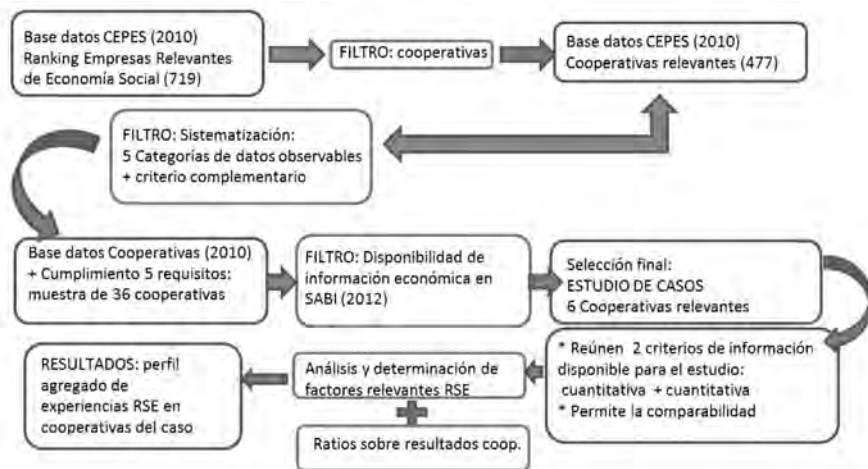 Base datos CEPES (2010)
Ranking Empresas Relevantes
de Economía Social (719)
FILTRO: cooperativas
Base datos CEPES (2010)
Cooperativas relevantes (477)
FILTRO: Sistematización:
5 Categorías de datos observables
+ criterio complementario
Base datos Cooperativas (2010)
+ Cumplimiento 5 requisitos:
muestra de 36 cooperativas
FILTRO: Disponibilidad de
información económica en
SABI (2012)
Selección final:
ESTUDIO DE CASOS
6 Cooperativas relevantes
* Reúnen 2 criterios de información
disponible para el estudio:
cuantitativa + cuantitativa
* Permite la comparabilidad
Análisis y determinación de
factores relevantes RSE
Ratios sobre resultados coop.
RESULTADOS: perfil
agregado de
experiencias RSE en
cooperativas del caso